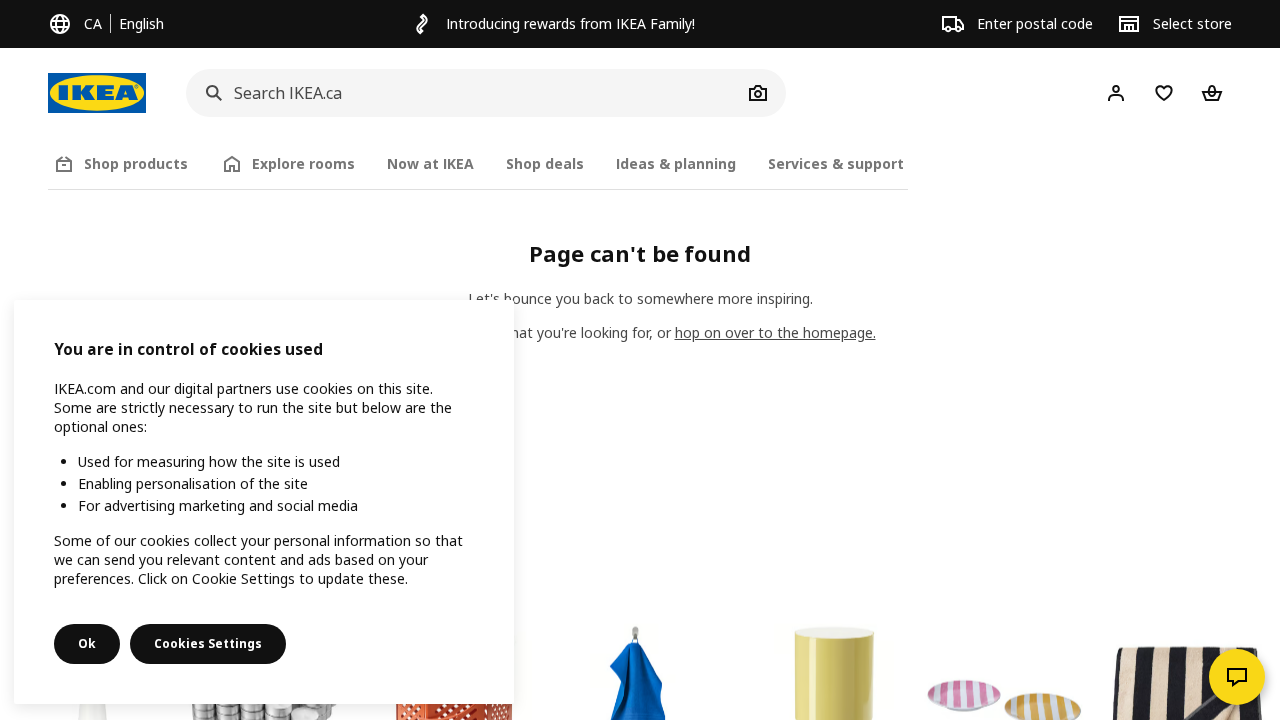 CA English
Introducing rewards from IKEA Family!
Enter postal code
Select store
IKEA
Search IKEA.ca
Shop products
Explore rooms
Now at IKEA
Shop deals
Ideas & planning
Services & support
Page can't be found
Let's bounce you back to somewhere more inspiring.
what you're looking for, or hop on over to the homepage.
You are in control of cookies used
IKEA.com and our digital partners use cookies on this site.
Some are strictly necessary to run the site but below are the
optional ones:
Used for measuring how the site is used
Enabling personalisation of the site
For advertising marketing and social media
Some of our cookies collect your personal information so that
we can send you relevant content and ads based on your
preferences. Click on Cookie Settings to update these.
Ok
Cookies Settings